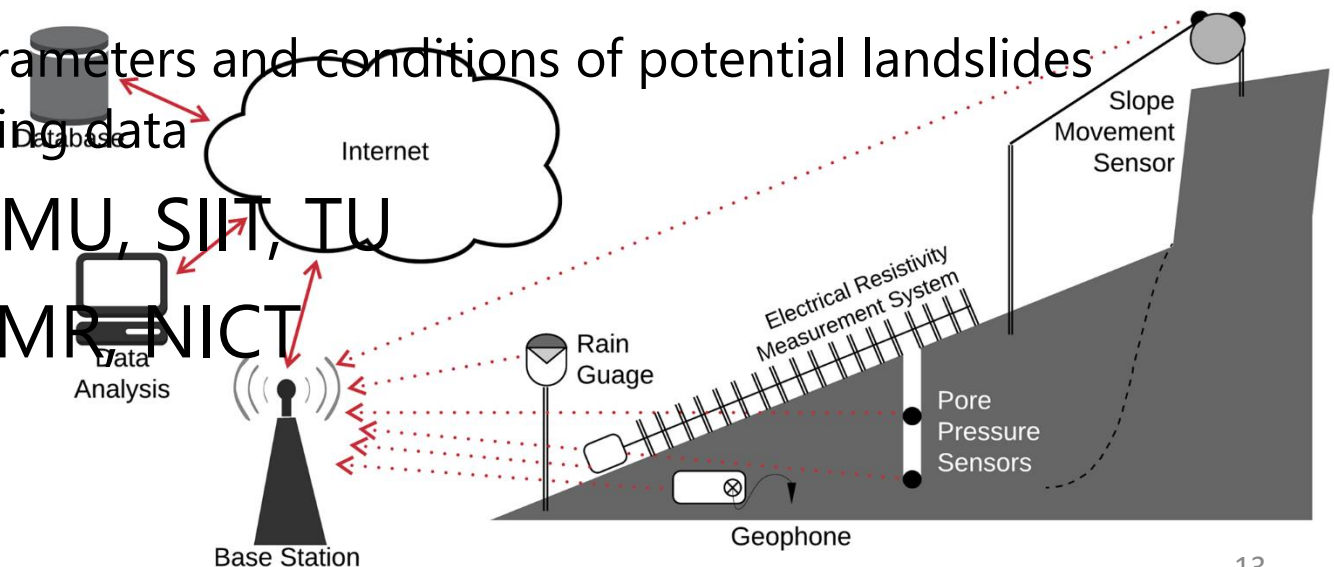 rameters and conditions of potential landslides
ing data
MU, SIIT, TU
MR, NICT
Database
Internet
Data
Analysis
Base Station
Rain
Guage
Electrical Resistivity
Measurement System
Slope
Movement
Sensor
Pore
Pressure
Sensors
Geophone